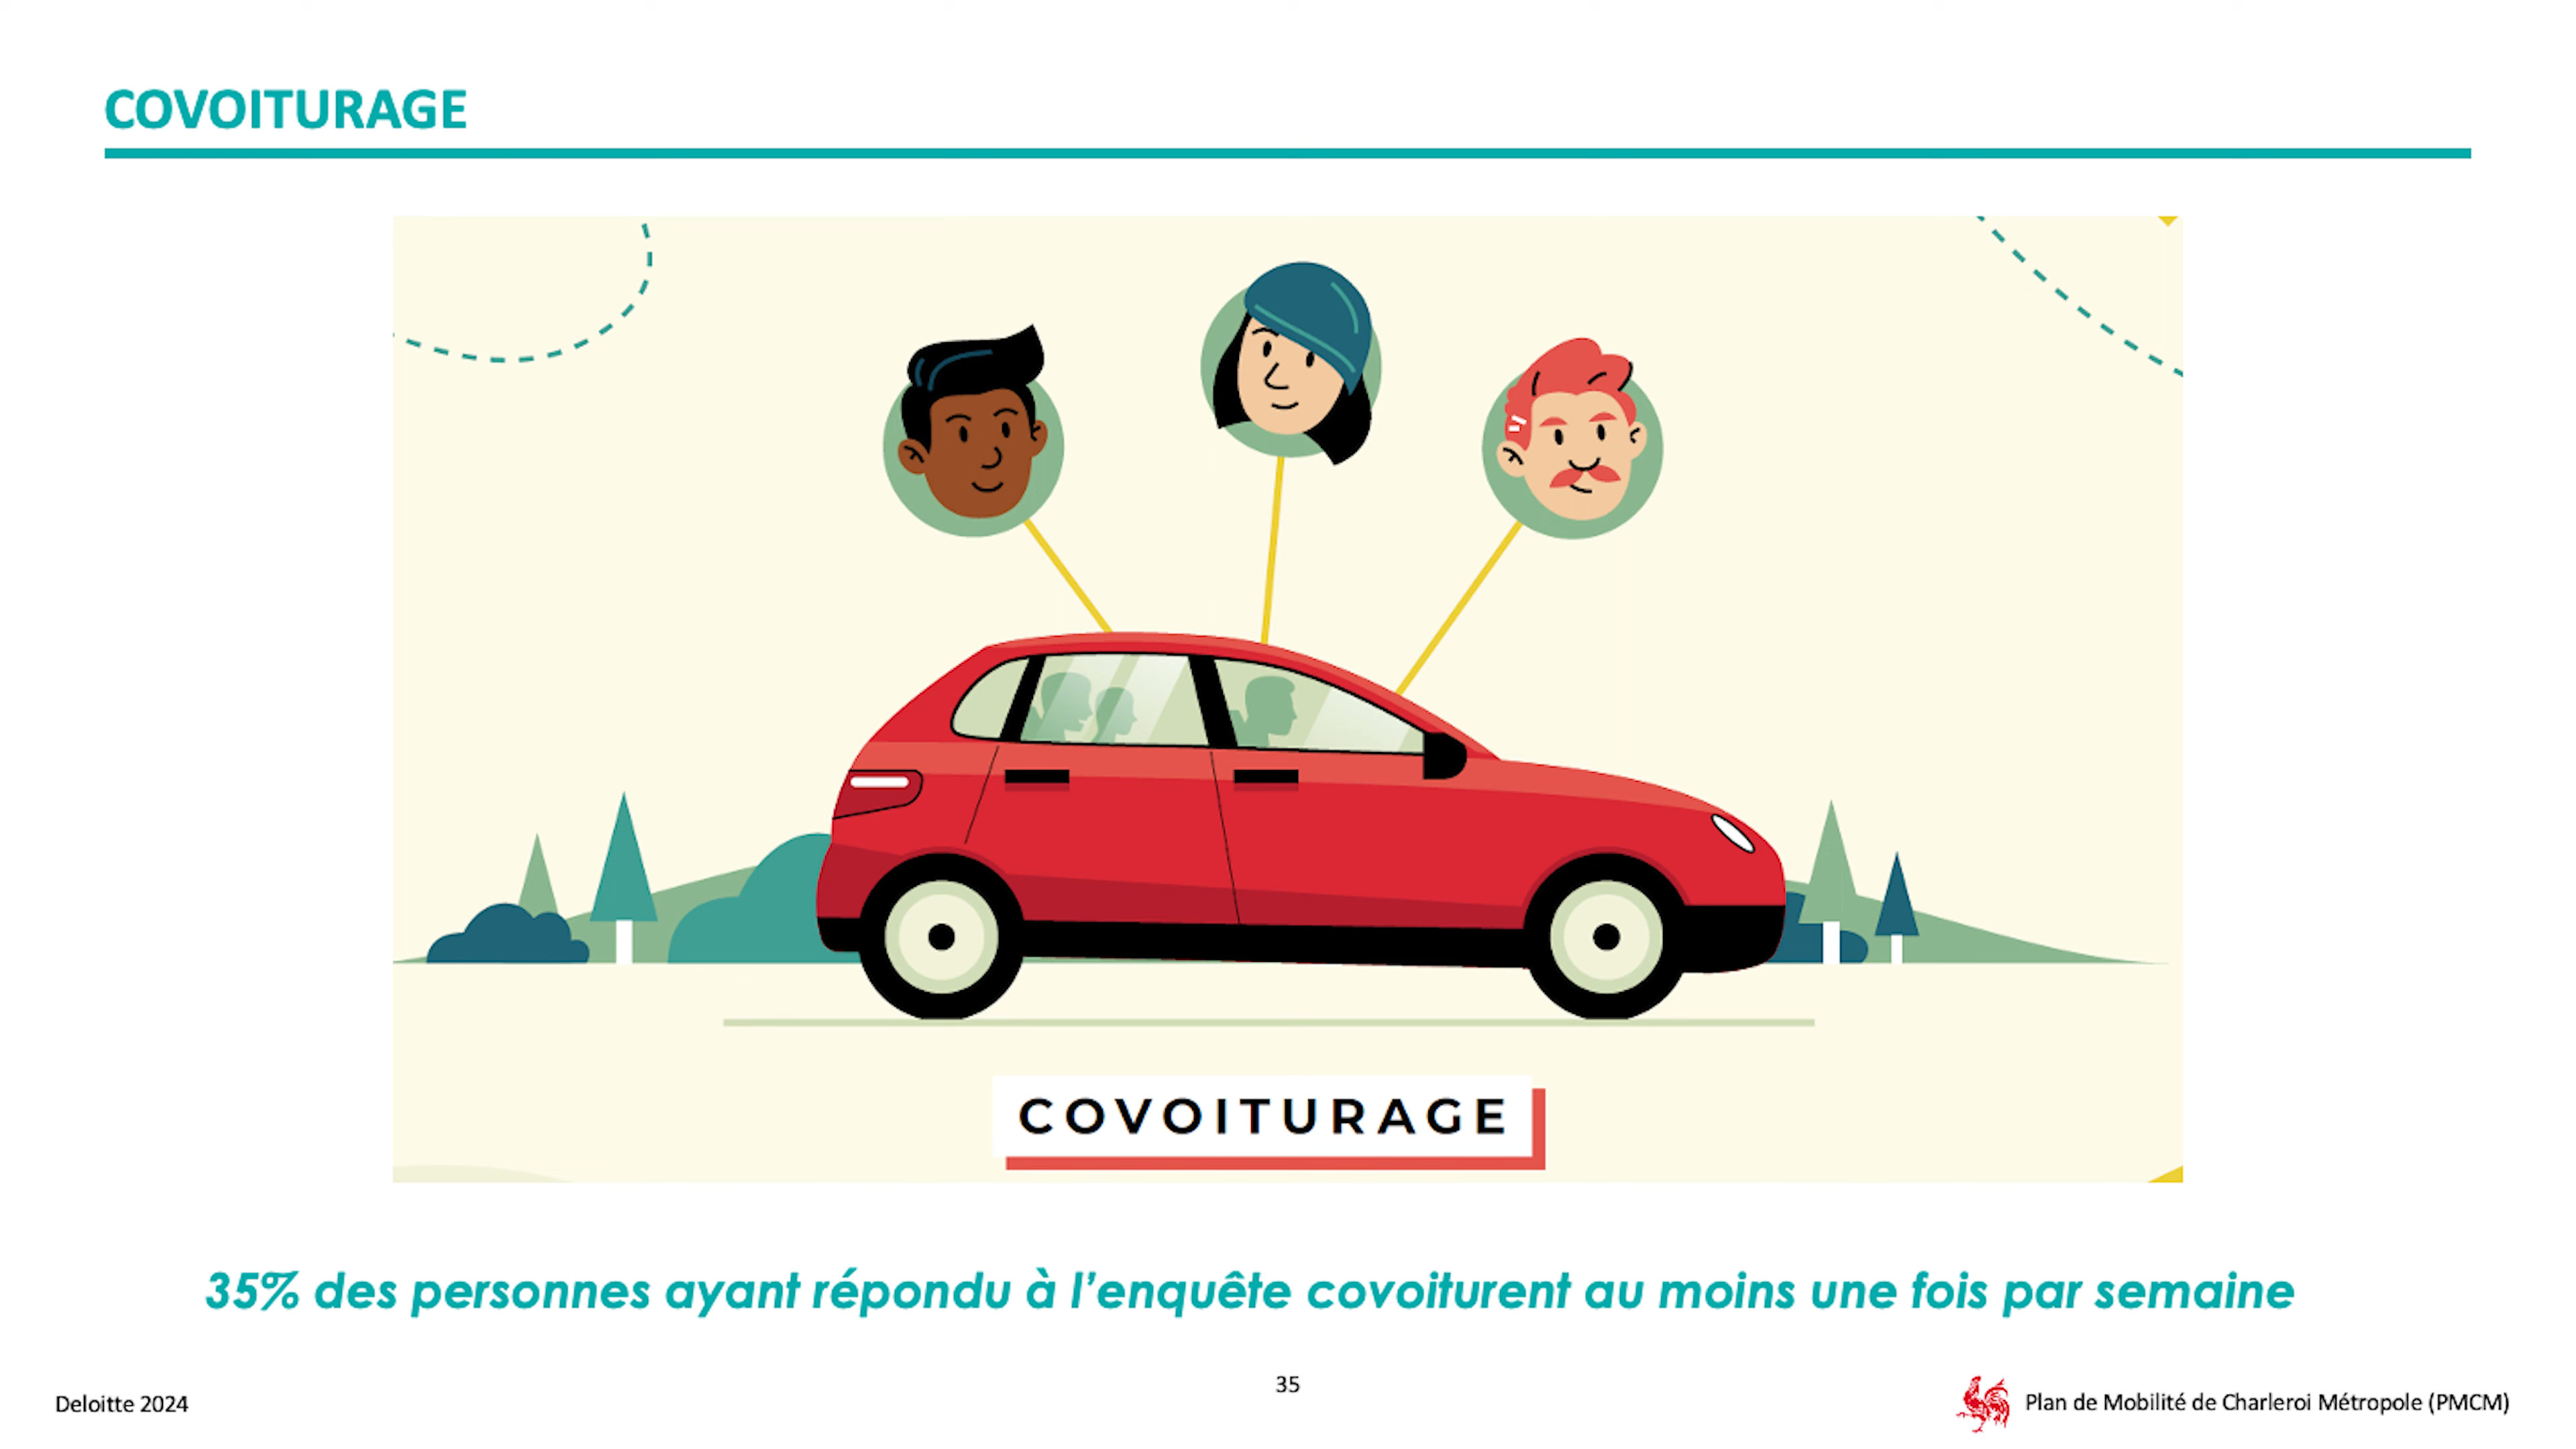 COVOITURAGE
COVOITURAGE
35% des personnes ayant répondu à l’enquête covoiturent au moins une fois par semaine
35
Deloitte 2024
Plan de Mobilité de Charleroi Métropole (PMCM)